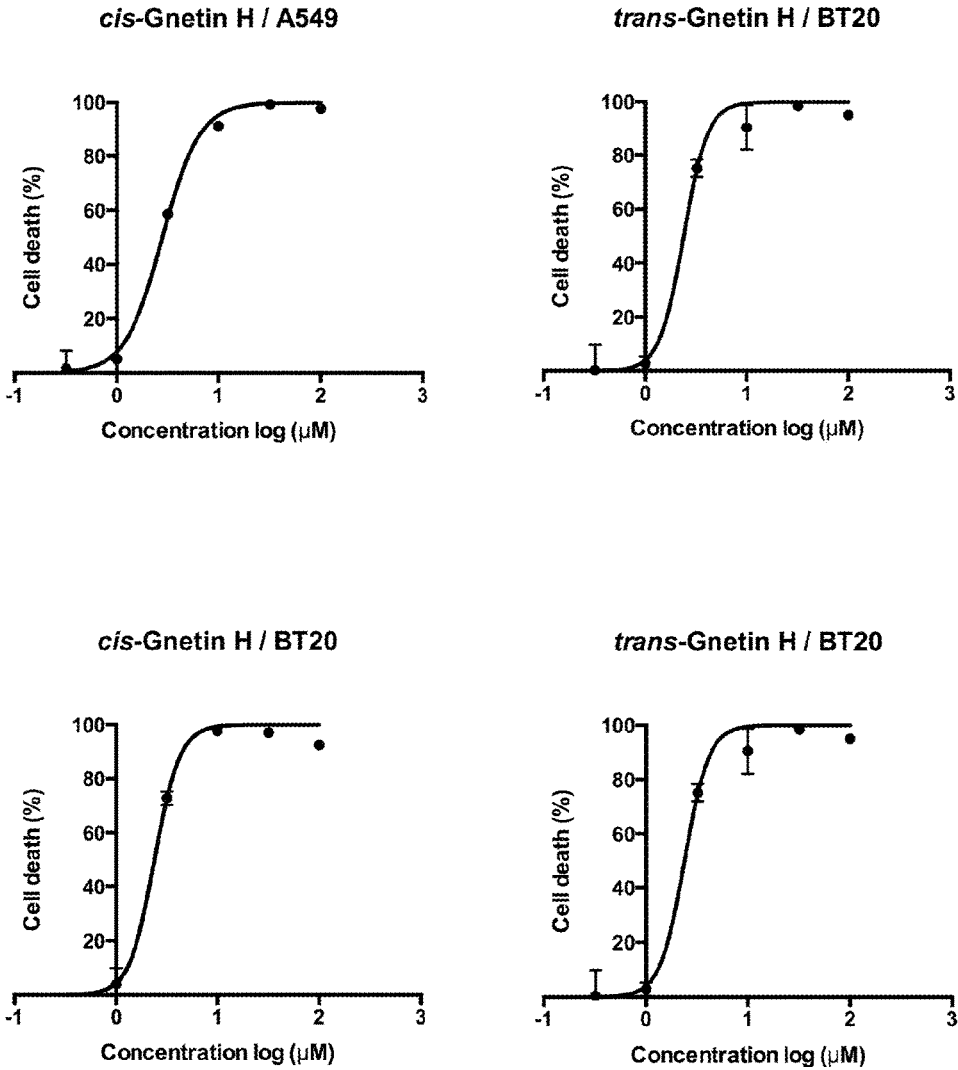 cis-Gnetin H / A549
100
80
60
40
20
Cell death (%)
-1 0 1 2 3
Concentration log (µM)
trans-Gnetin H / BT20
100
80
60
40
20
Cell death (%)
-1 0 1 2 3
Concentration log (µM)
cis-Gnetin H / BT20
100
80
60
40
20
Cell death (%)
-1 0 1 2 3
Concentration log (µM)
trans-Gnetin H / BT20
100
80
60
40
20
Cell death (%)
-1 0 1 2 3
Concentration log (µM)